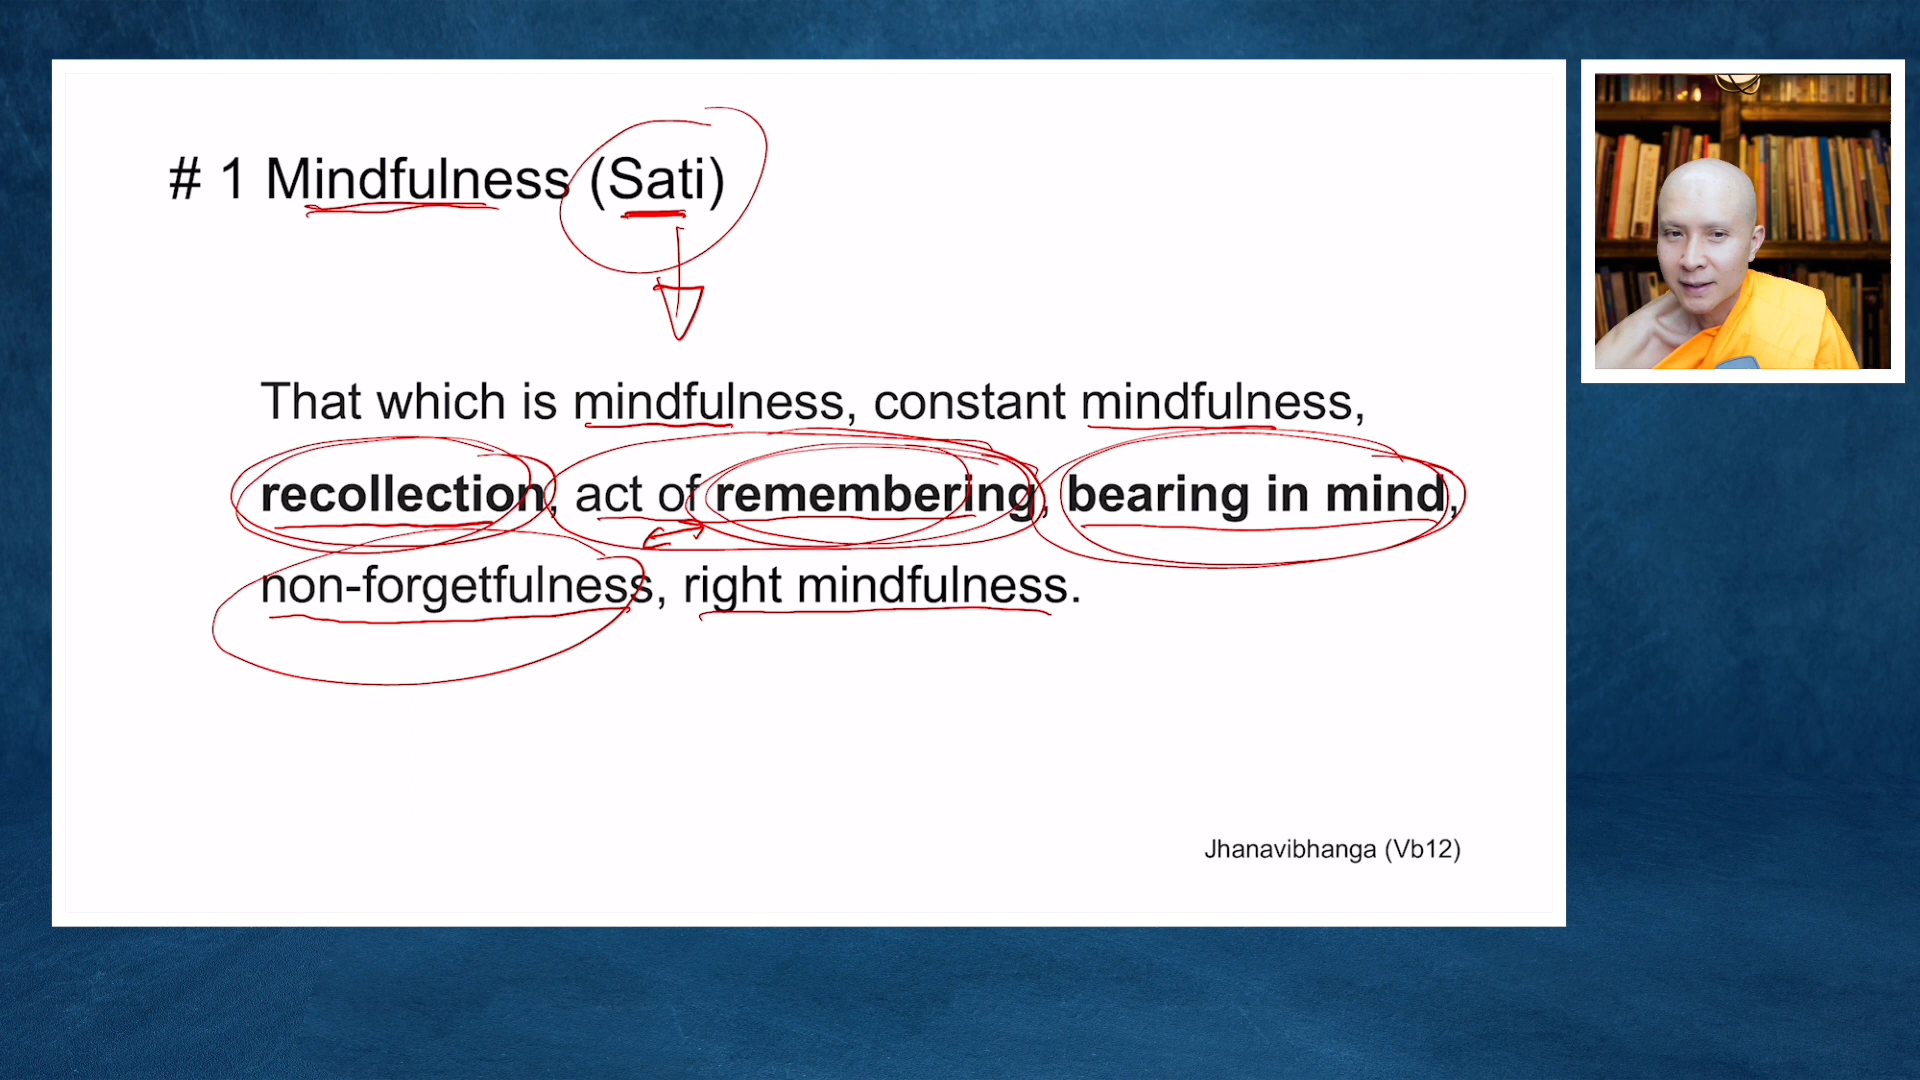 # 1 Mindfulness (Sati)
That which is mindfulness, constant mindfulness,
recollection, act of remembering, bearing in mind,
non-forgetfulness, right mindfulness.
Jhanavibhanga (Vb12)